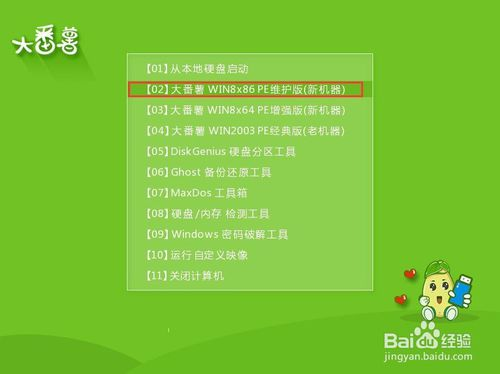 大番薯
【01】从本地硬盘启动
【02】大番薯 WIN8x86 PE维护版(新机器)
【03】大番薯 WIN8x64 PE增强版(新机器)
【04】大番薯 WIN2003 PE经典版(老机器)
【05】DiskGenius 硬盘分区工具
【06】Ghost 备份还原工具
【07】MaxDos 工具箱
【08】硬盘/内存 检测工具
【09】Windows 密码破解工具
【10】运行自定义映像
【11】关闭计算机
Baidu经验
jingyan.baidu.com